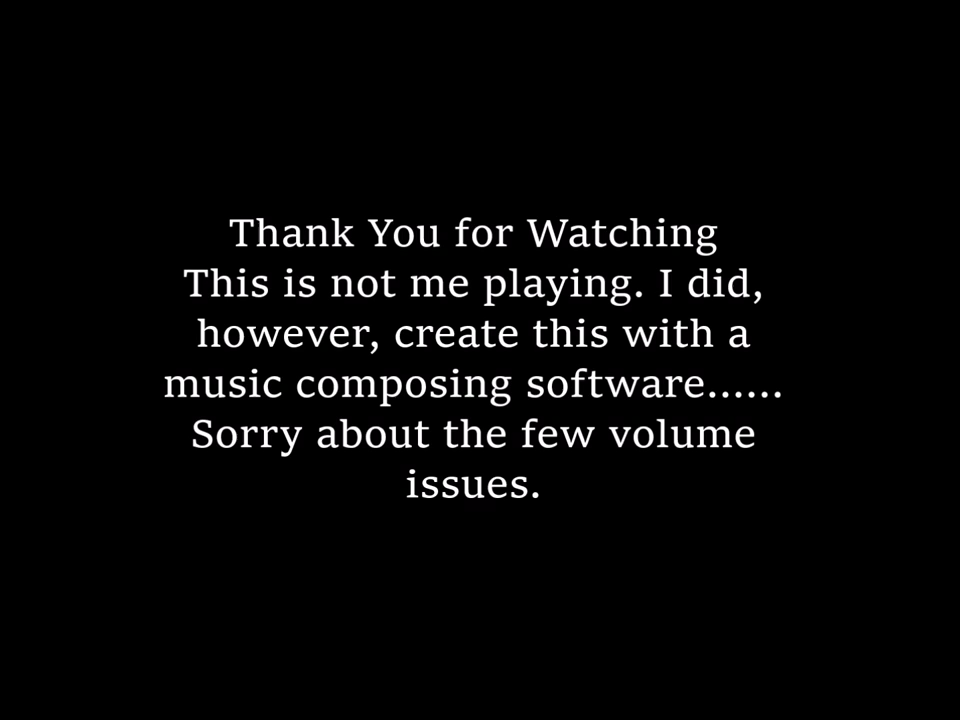 Thank You for Watching
This is not me playing. I did,
however, create this with a
music composing software......
Sorry about the few volume
issues.